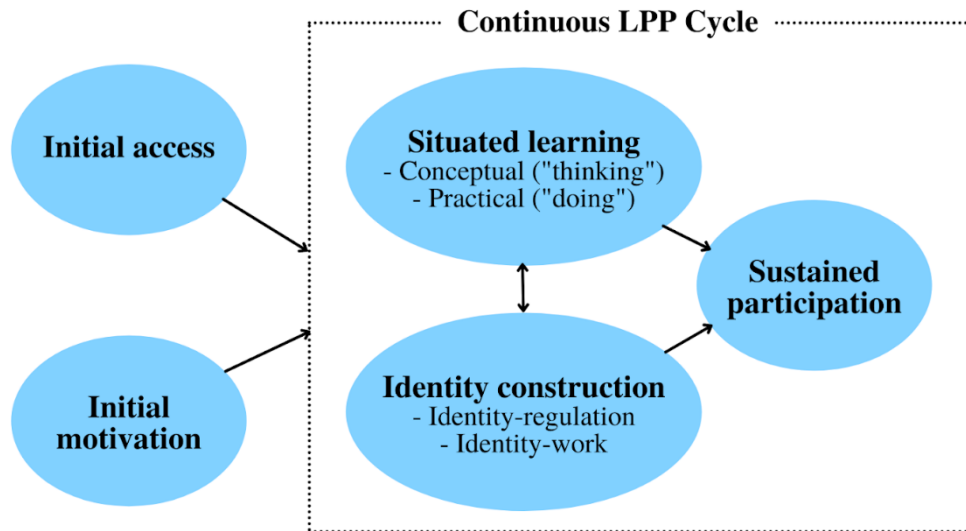 Continuous LPP Cycle
Initial access
Situated learning
- Conceptual ("thinking")
- Practical ("doing")
Sustained
participation
Initial
motivation
Identity construction
- Identity-regulation
- Identity-work